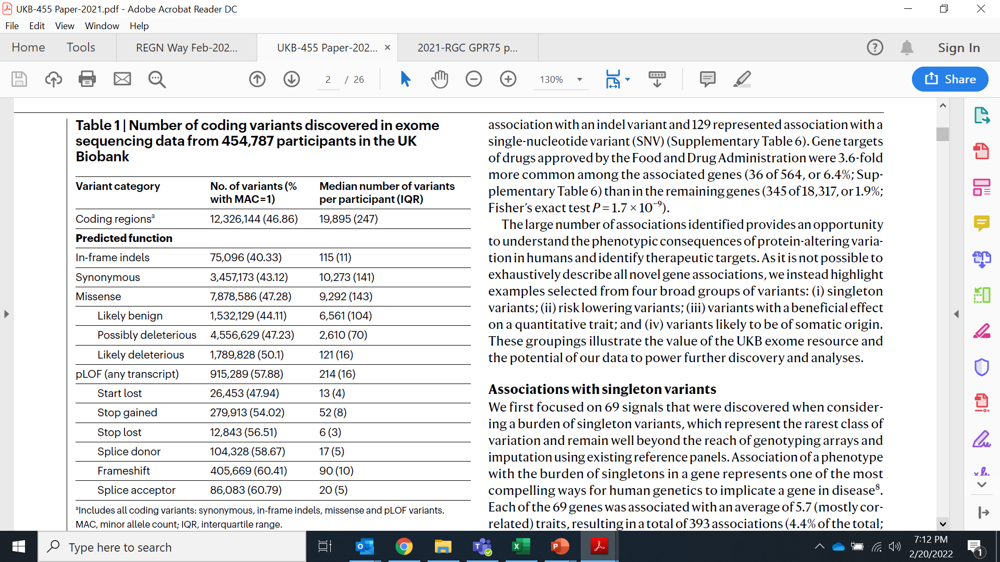 UKB-455 Paper-2021.pdf - Adobe Acrobat Reader DC
File Edit View Window Help
Home Tools REGN Way Feb-202... UKB-455 Paper-202... × 2021-RGC GPR75 p... Sign In
2 / 26 130% Share
Table 1 | Number of coding variants discovered in exome
sequencing data from 454,787 participants in the UK
Biobank
Variant category No. of variants (% with MAC=1) Median number of variants per participant (IQR)
Coding regionsᵃ 12,326,144 (46.86) 19,895 (247)
Predicted function
In-frame indels 75,096 (40.33) 115 (11)
Synonymous 3,457,173 (43.12) 10,273 (141)
Missense 7,878,586 (47.28) 9,292 (143)
Likely benign 1,532,129 (44.11) 6,561 (104)
Possibly deleterious 4,556,629 (47.23) 2,610 (70)
Likely deleterious 1,789,828 (50.1) 121 (16)
pLOF (any transcript) 915,289 (57.88) 214 (16)
Start lost 26,453 (47.94) 13 (4)
Stop gained 279,913 (54.02) 52 (8)
Stop lost 12,843 (56.51) 6 (3)
Splice donor 104,328 (58.67) 17 (5)
Frameshift 405,669 (60.41) 90 (10)
Splice acceptor 86,083 (60.79) 20 (5)
ᵃIncludes all coding variants: synonymous, in-frame indels, missense and pLOF variants.
MAC, minor allele count; IQR, interquartile range.
association with an indel variant and 129 represented association with a
single-nucleotide variant (SNV) (Supplementary Table 6). Gene targets
of drugs approved by the Food and Drug Administration were 3.6-fold
more common among the associated genes (36 of 564, or 6.4%; Sup-
plementary Table 6) than in the remaining genes (345 of 18,317, or 1.9%;
Fisher's exact test P = 1.7 × 10⁻⁹).
The large number of associations identified provides an opportunity
to understand the phenotypic consequences of protein-altering varia-
tion in humans and identify therapeutic targets. As it is not possible to
exhaustively describe all novel gene associations, we instead highlight
examples selected from four broad groups of variants: (i) singleton
variants; (ii) risk lowering variants; (iii) variants with a beneficial effect
on a quantitative trait; and (iv) variants likely to be of somatic origin.
These groupings illustrate the value of the UKB exome resource and
the potential of our data to power further discovery and analyses.
Associations with singleton variants
We first focused on 69 signals that were discovered when consider-
ing a burden of singleton variants, which represent the rarest class of
variation and remain well beyond the reach of genotyping arrays and
imputation using existing reference panels. Association of a phenotype
with the burden of singletons in a gene represents one of the most
compelling ways for human genetics to implicate a gene in disease⁸.
Each of the 69 genes was associated with an average of 5.7 (mostly cor-
related) traits, resulting in a total of 393 associations (4.4% of the total;
Type here to search
7:12 PM
2/20/2022
1